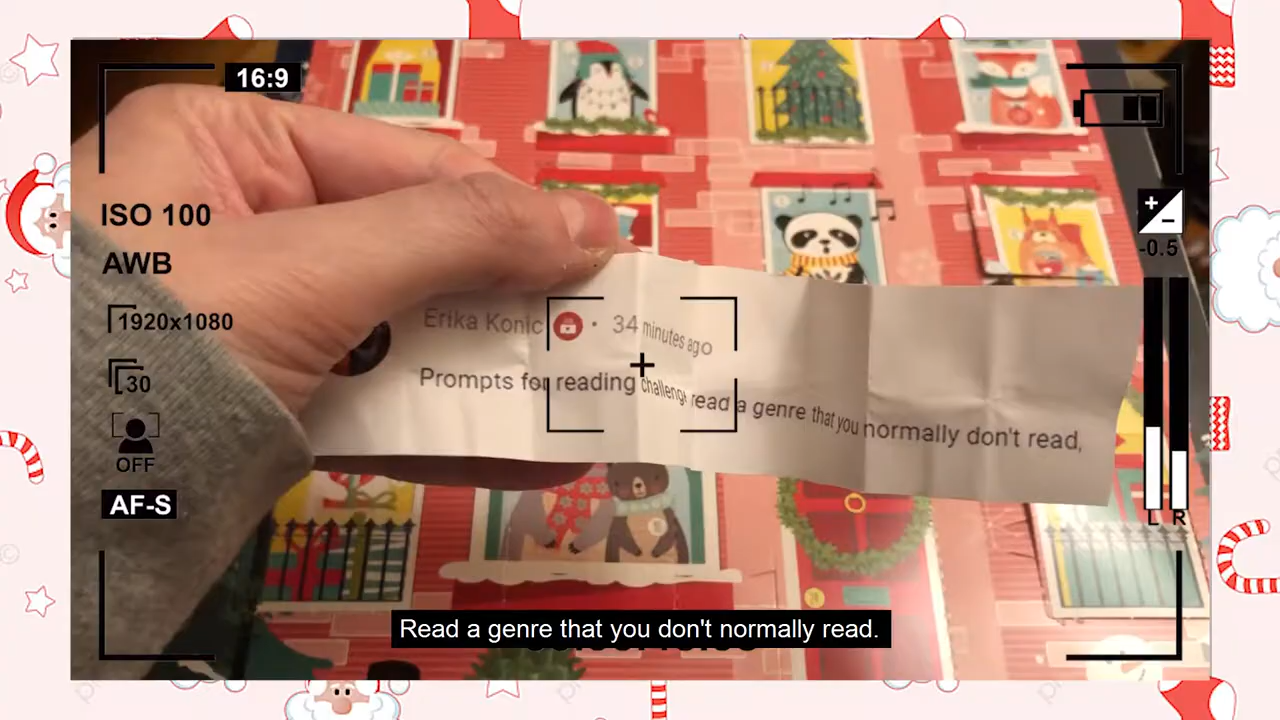 16:9
ISO 100
AWB
1920x1080
30
OFF
AF-S
-0.5
L R
Erika Konic · 34 minutes ago
Prompts for reading challenge read a genre that you normally don't read,
Read a genre that you don't normally read.